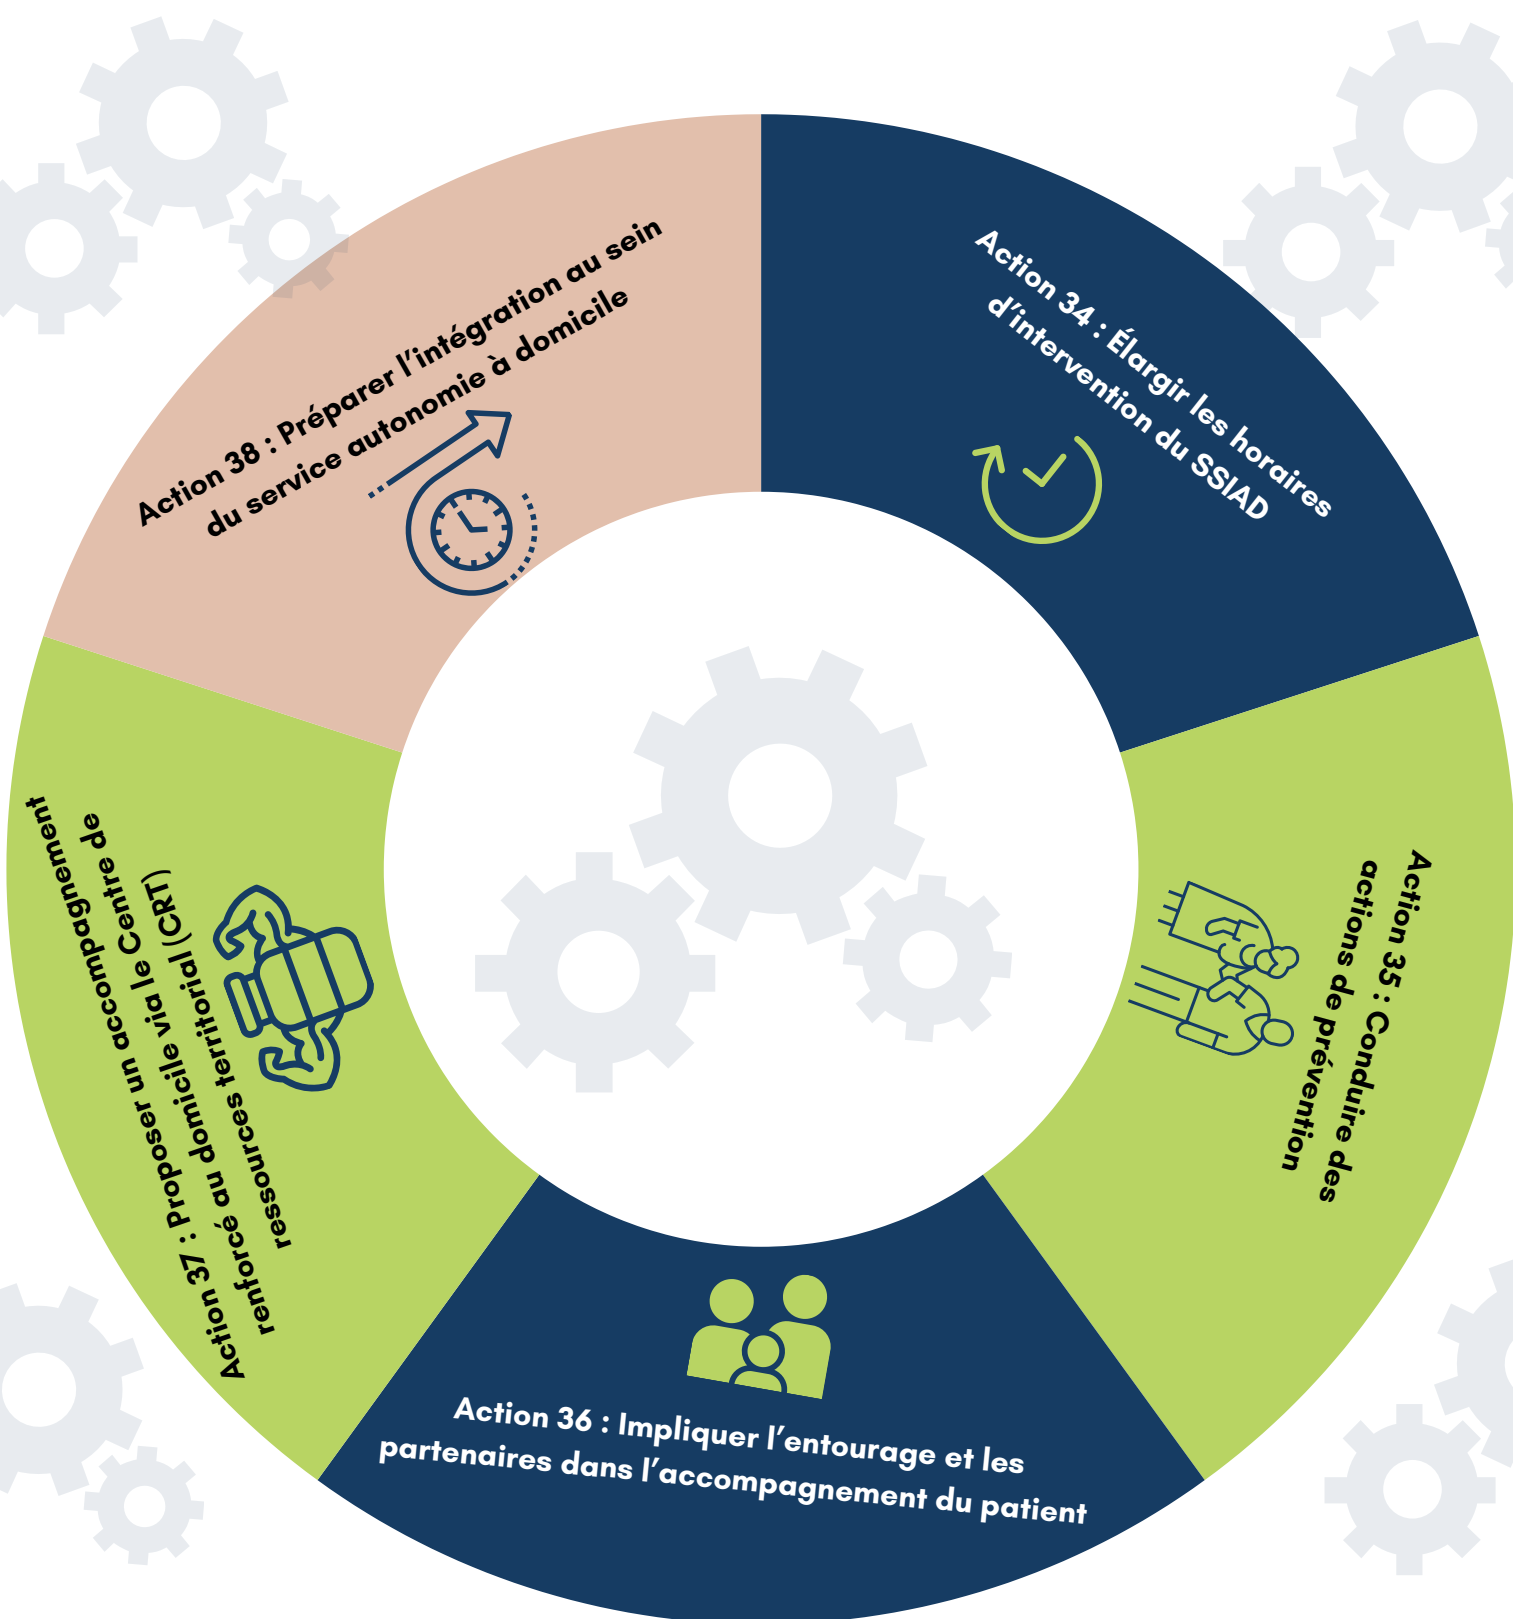 Action 34 : Élargir les horaires
d’intervention du SSIAD
Action 35 : Conduire des
actions de prévention
Action 36 : Impliquer l’entourage et les
partenaires dans l’accompagnement du patient
Action 37 : Proposer un accompagnement
renforcé au domicile via le Centre de
ressources territorial (CRT)
Action 38 : Préparer l’intégration au sein
du service autonomie à domicile